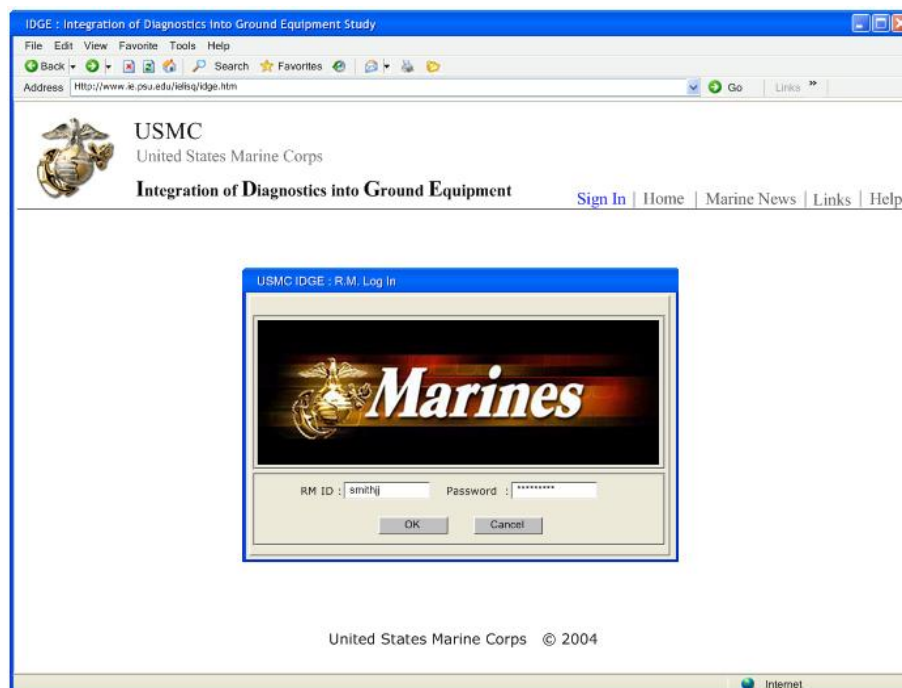 IDGE : Integration of Diagnostics into Ground Equipment Study
File Edit View Favorite Tools Help
Back Search Favorites
Address Http://www.ie.psu.edu/ielisq/idge.htm Go Links »
USMC
United States Marine Corps
Integration of Diagnostics into Ground Equipment
Sign In | Home | Marine News | Links | Help
USMC IDGE : R.M. Log In
Marines
RM ID : smithjj Password : *********
OK Cancel
United States Marine Corps © 2004
Internet